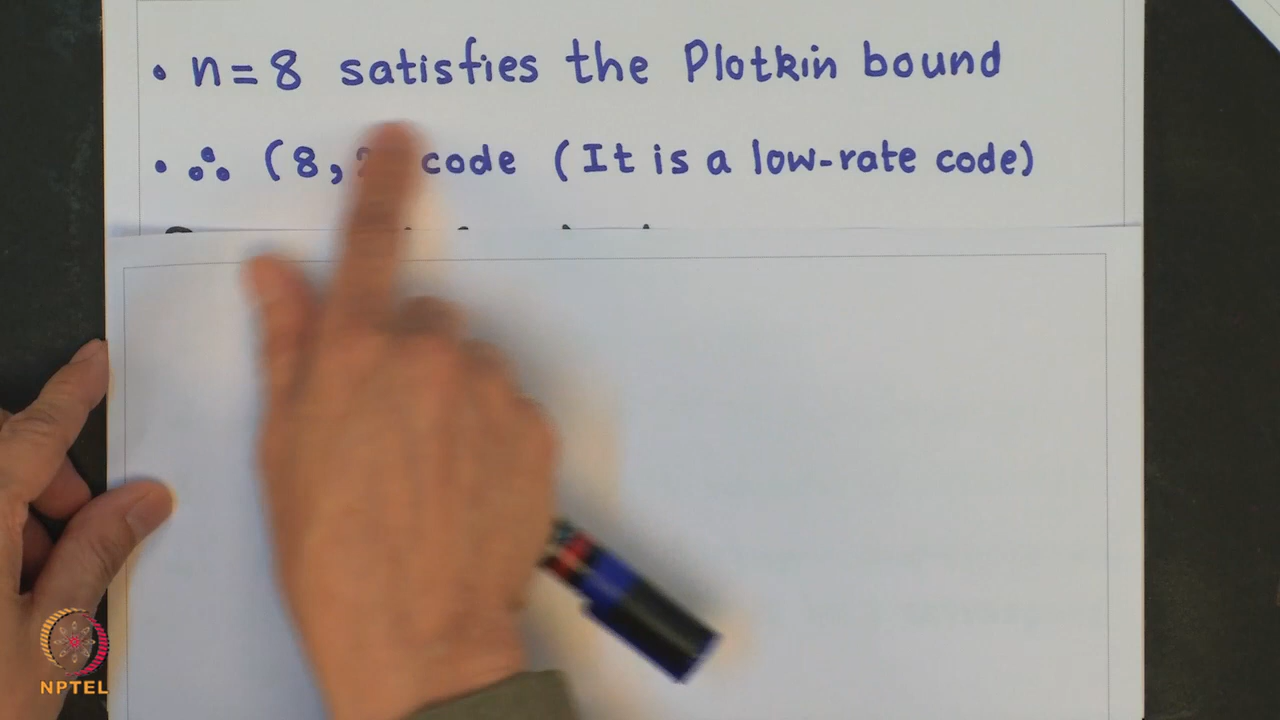 • n = 8 satisfies the Plotkin bound
• ∴ (8, code (It is a low-rate code)
NPTEL